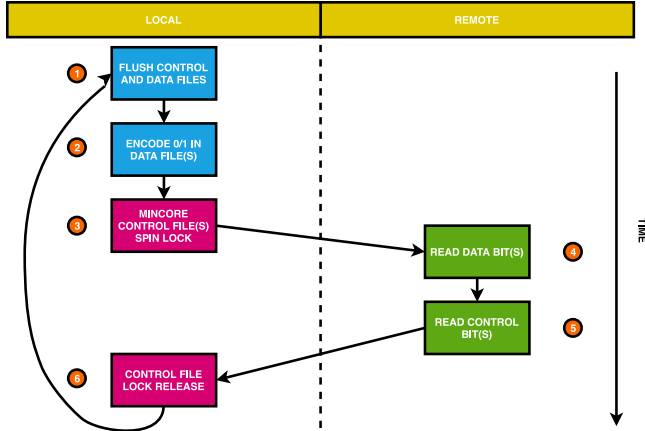 LOCAL
REMOTE
1
FLUSH CONTROL
AND DATA FILES
2
ENCODE 0/1 IN
DATA FILE(S)
3
MINCORE
CONTROL FILE(S)
SPIN LOCK
READ DATA BIT(S)
4
READ CONTROL
BIT(S)
5
6
CONTROL FILE
LOCK RELEASE
TIME